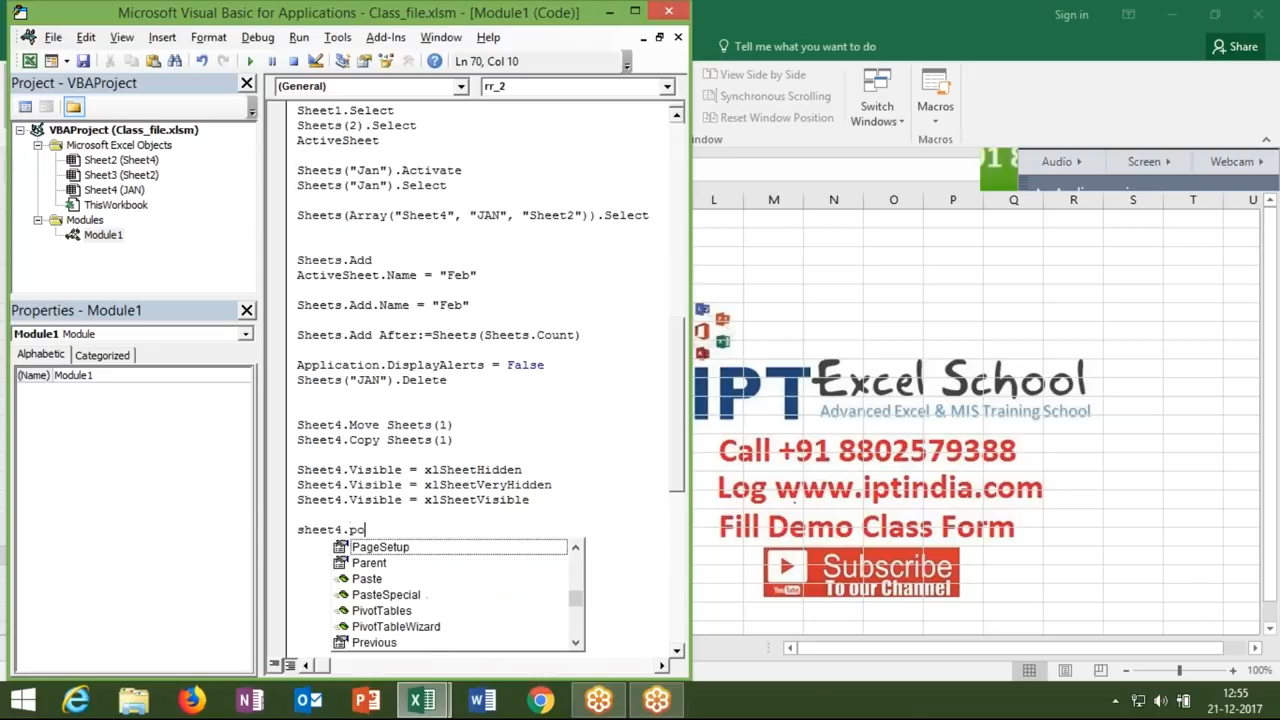 Microsoft Visual Basic for Applications - Class_file.xlsm - [Module1 (Code)]
Sign in
File Edit View Insert Format Debug Run Tools Add-Ins Window Help
Tell me what you want to do
Share
Ln 70, Col 10
Project - VBAProject
(General)
rr_2
VBAProject (Class_file.xlsm)
Microsoft Excel Objects
Sheet2 (Sheet4)
Sheet3 (Sheet2)
Sheet4 (JAN)
ThisWorkbook
Modules
Module1
Properties - Module1
Module1 Module
Alphabetic Categorized
(Name) Module1
Sheet1.Select
Sheets(2).Select
ActiveSheet
Sheets("Jan").Activate
Sheets("Jan").Select
Sheets(Array("Sheet4", "JAN", "Sheet2")).Select
Sheets.Add
ActiveSheet.Name = "Feb"
Sheets.Add.Name = "Feb"
Sheets.Add After:=Sheets(Sheets.Count)
Application.DisplayAlerts = False
Sheets("JAN").Delete
Sheet4.Move Sheets(1)
Sheet4.Copy Sheets(1)
Sheet4.Visible = xlSheetHidden
Sheet4.Visible = xlSheetVeryHidden
Sheet4.Visible = xlSheetVisible
sheet4.po
PageSetup
Parent
Paste
PasteSpecial
PivotTables
PivotTableWizard
Previous
View Side by Side
Synchronous Scrolling
Reset Window Position
Switch Windows
Macros
Macros
Audio Screen Webcam
L M N O P Q R S T U
IPT Excel School
Advanced Excel & MIS Training School
Call +91 8802579388
Log www.iptindia.com
Fill Demo Class Form
YouTube
Subscribe
To our Channel
100%
12:55
21-12-2017